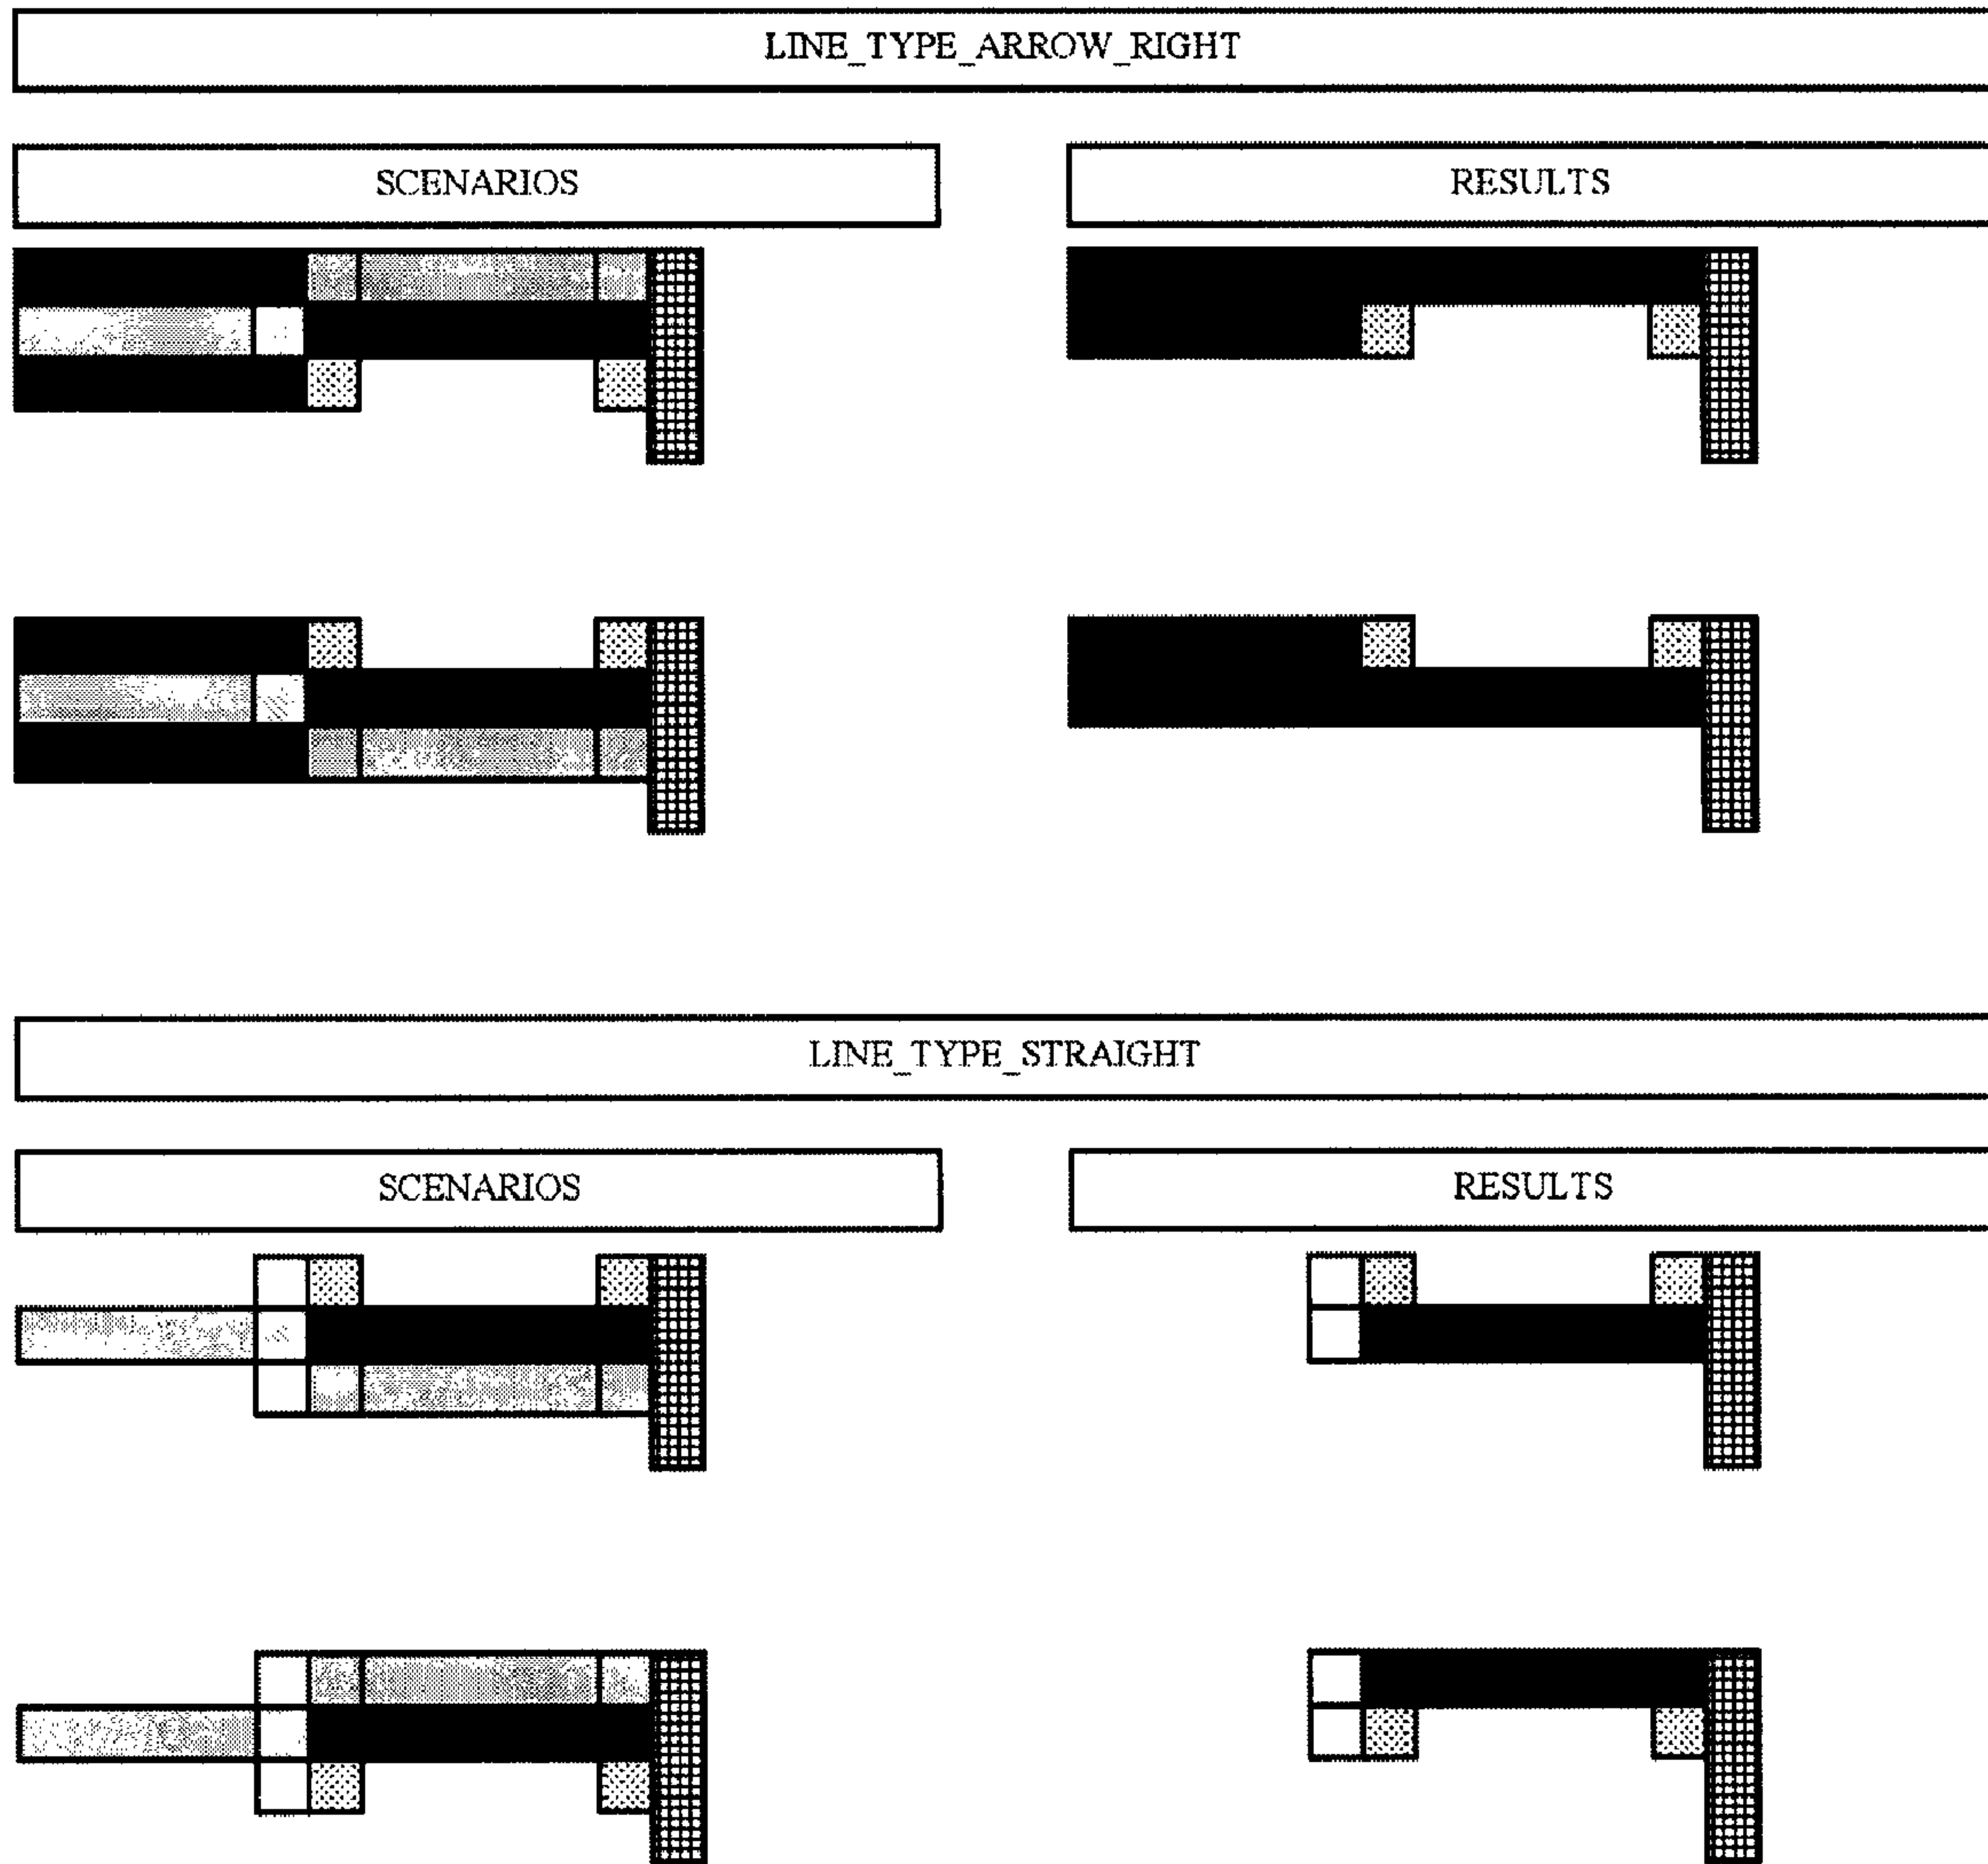 LINE_TYPE_ARROW_RIGHT
SCENARIOS
RESULTS
LINE_TYPE_STRAIGHT
SCENARIOS
RESULTS